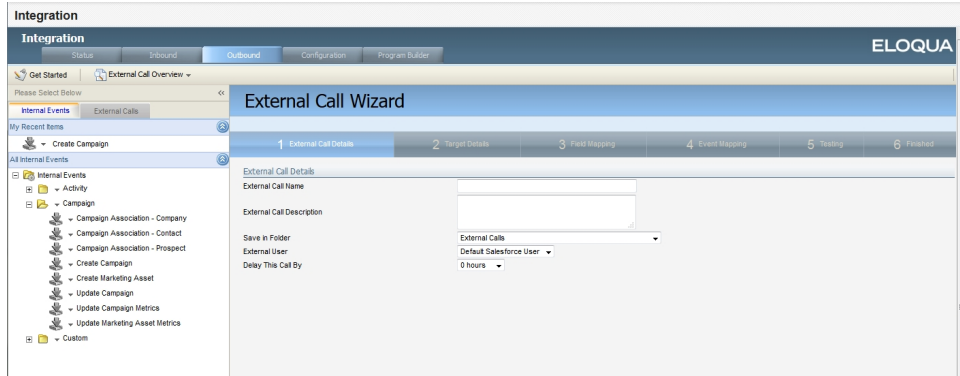 Integration
Integration
ELOQUA
Status Inbound Outbound Configuration Program Builder
Get Started External Call Overview
Please Select Below <<
Internal Events External Calls
My Recent Items
Create Campaign
All Internal Events
Internal Events
Activity
Campaign
Campaign Association - Company
Campaign Association - Contact
Campaign Association - Prospect
Create Campaign
Create Marketing Asset
Update Campaign
Update Campaign Metrics
Update Marketing Asset Metrics
Custom
External Call Wizard
1 External Call Details 2 Target Details 3 Field Mapping 4 Event Mapping 5 Testing 6 Finished
External Call Details
External Call Name
External Call Description
Save in Folder External Calls
External User Default Salesforce User
Delay This Call By 0 hours